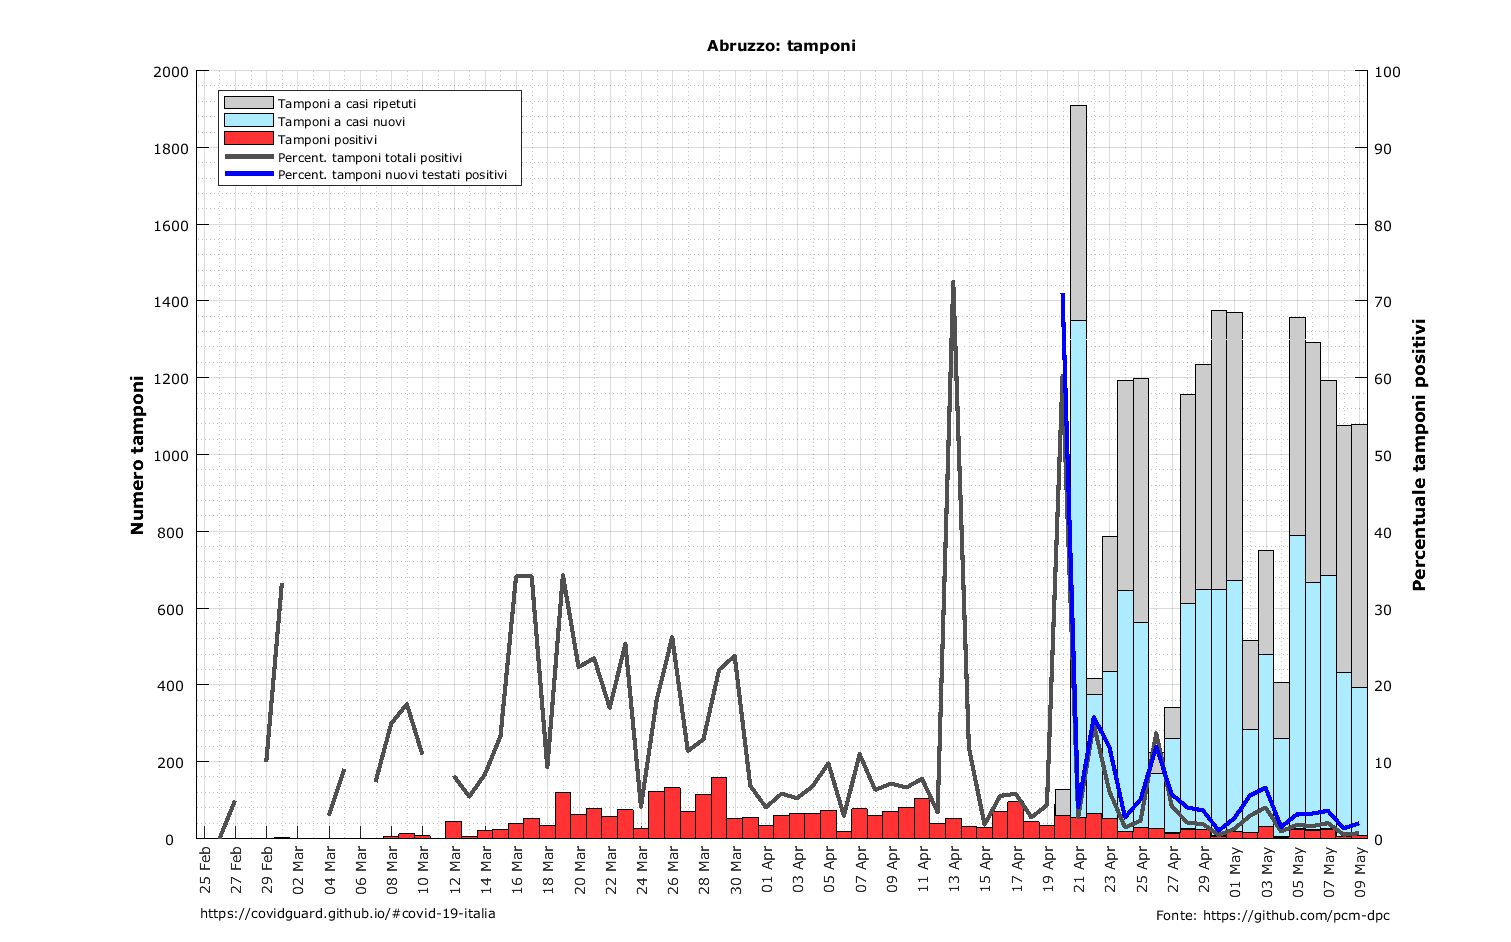 Abruzzo: tamponi
Tamponi a casi ripetuti
Tamponi a casi nuovi
Tamponi positivi
Percent. tamponi totali positivi
Percent. tamponi nuovi testati positivi
Numero tamponi
2000
1800
1600
1400
1200
1000
800
600
400
200
0
Percentuale tamponi positivi
100
90
80
70
60
50
40
30
20
10
0
25 Feb
27 Feb
29 Feb
02 Mar
04 Mar
06 Mar
08 Mar
10 Mar
12 Mar
14 Mar
16 Mar
18 Mar
20 Mar
22 Mar
24 Mar
26 Mar
28 Mar
30 Mar
01 Apr
03 Apr
05 Apr
07 Apr
09 Apr
11 Apr
13 Apr
15 Apr
17 Apr
19 Apr
21 Apr
23 Apr
25 Apr
27 Apr
29 Apr
01 May
03 May
05 May
07 May
09 May
https://covidguard.github.io/#covid-19-italia
Fonte: https://github.com/pcm-dpc